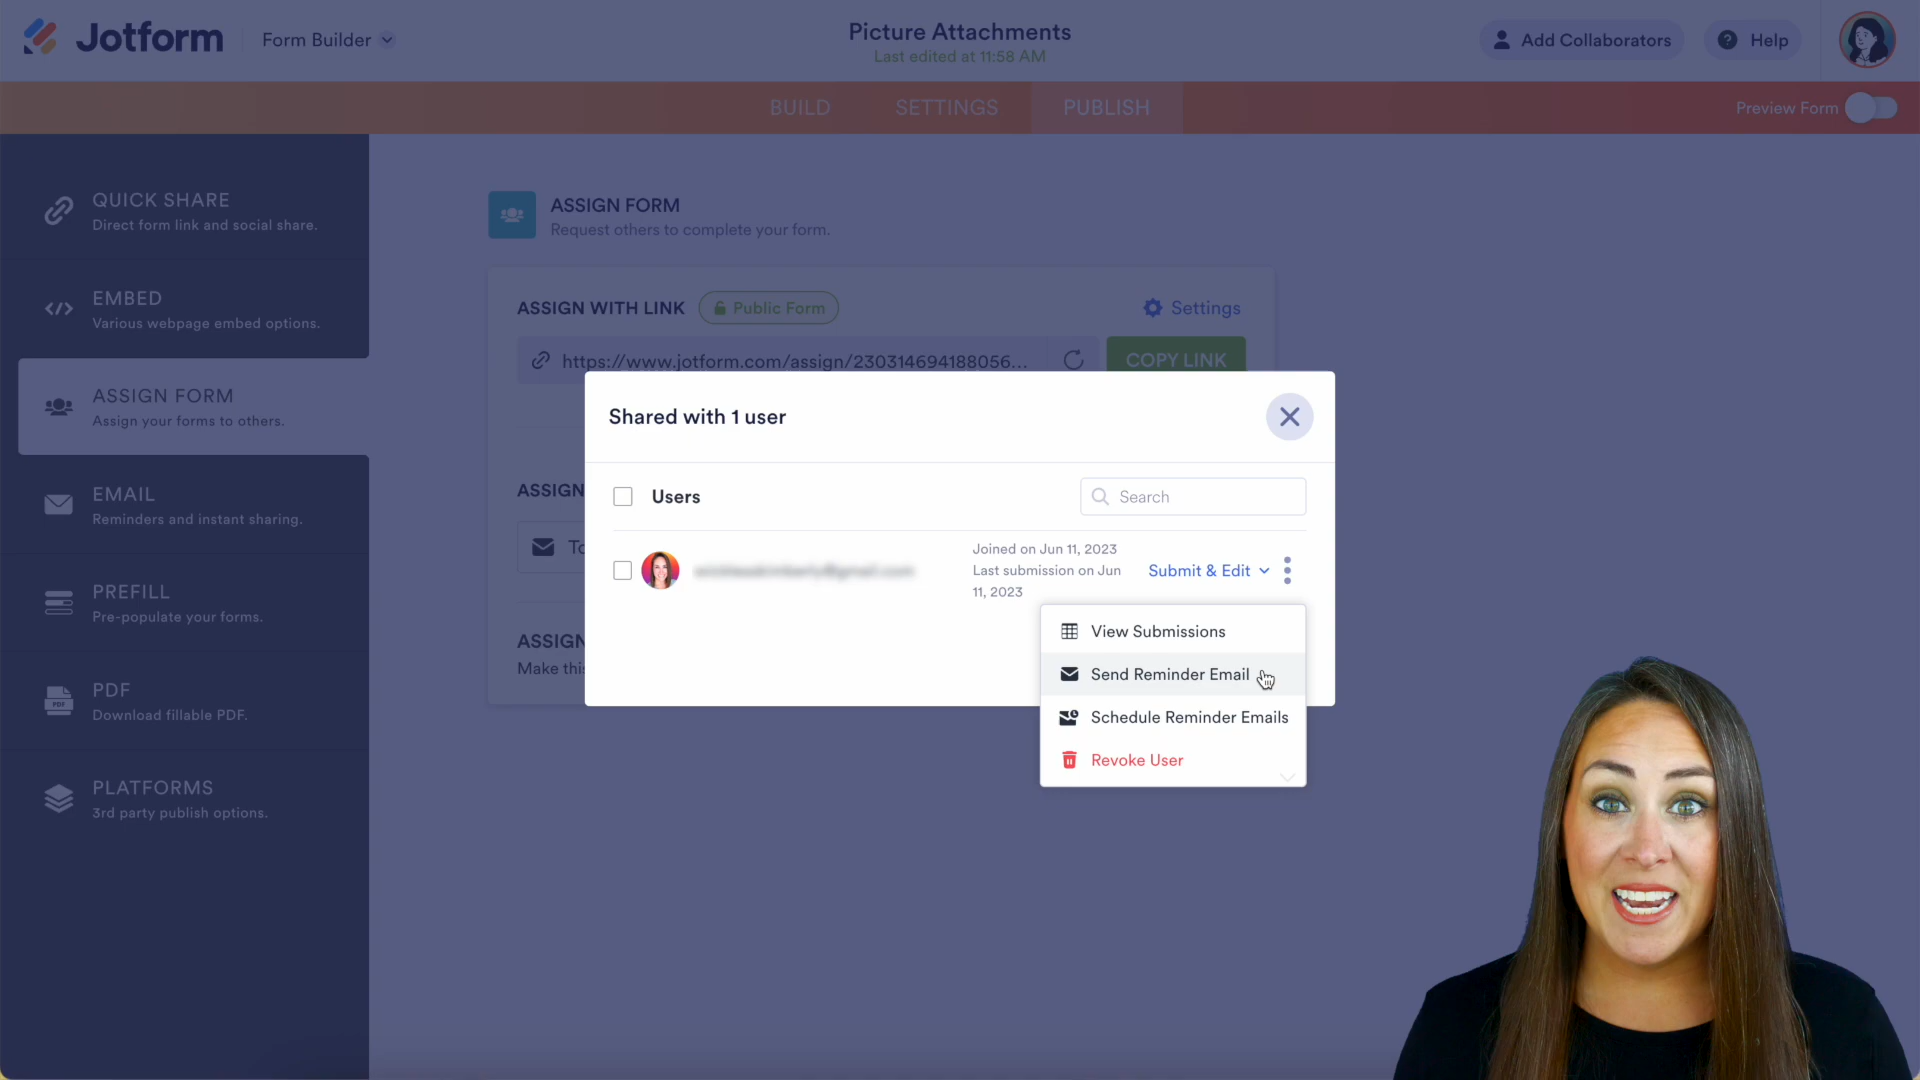 Jotform
Form Builder
Picture Attachments
Last edited at 11:58 AM
Add Collaborators
Help
BUILD
SETTINGS
PUBLISH
Preview Form
QUICK SHARE
Direct form link and social share.
EMBED
Various webpage embed options.
ASSIGN FORM
Assign your forms to others.
EMAIL
Reminders and instant sharing.
PREFILL
Pre-populate your forms.
PDF
Download fillable PDF.
PLATFORMS
3rd party publish options.
ASSIGN FORM
Request others to complete your form.
ASSIGN WITH LINK
Public Form
Settings
https://www.jotform.com/assign/230314694188056...
COPY LINK
ASSIGN
To
ASSIGN
Make this
Shared with 1 user
Users
Search
Joined on Jun 11, 2023
Last submission on Jun
11, 2023
Submit & Edit
View Submissions
Send Reminder Email
Schedule Reminder Emails
Revoke User